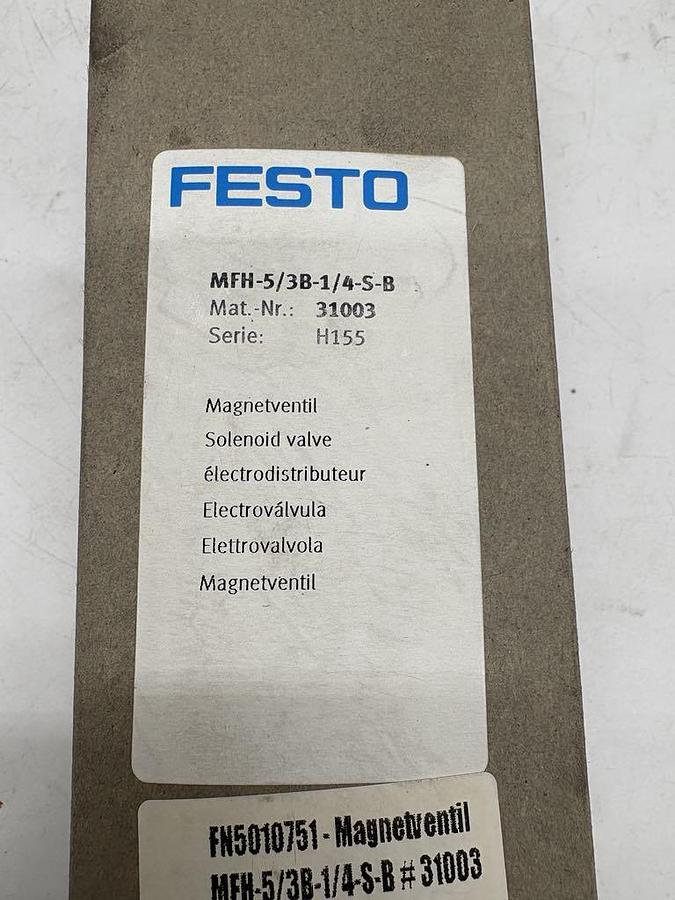 FESTO
MFH-5/3B-1/4-S-B
Mat.-Nr.: 31003
Serie: H155
Magnetventil
Solenoid valve
électrodistributeur
Electroválvula
Elettrovalvola
Magnetventil
FN5010751 - Magnetventil
MFH-5/3B-1/4-S-B # 31003